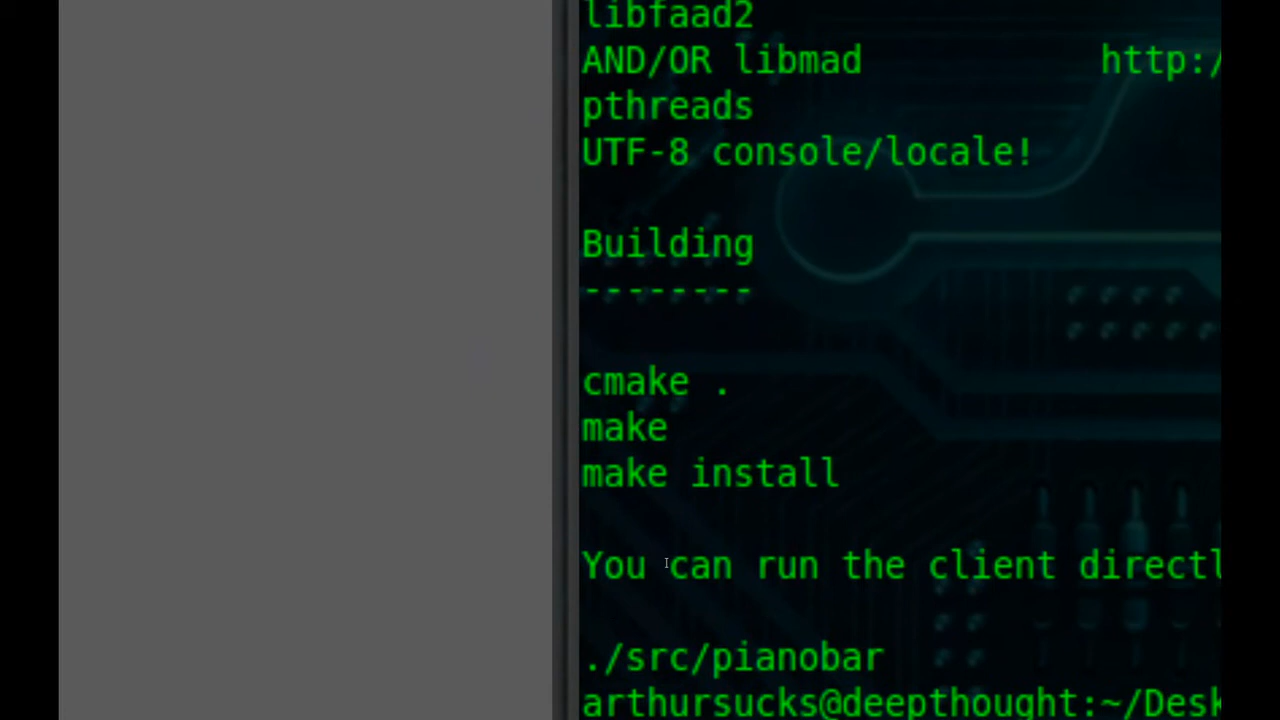 libfaad2
AND/OR libmad http:/
pthreads
UTF-8 console/locale!
Building
--------
cmake .
make
make install
You can run the client directl
./src/pianobar
arthursucks@deepthought:~/Desk